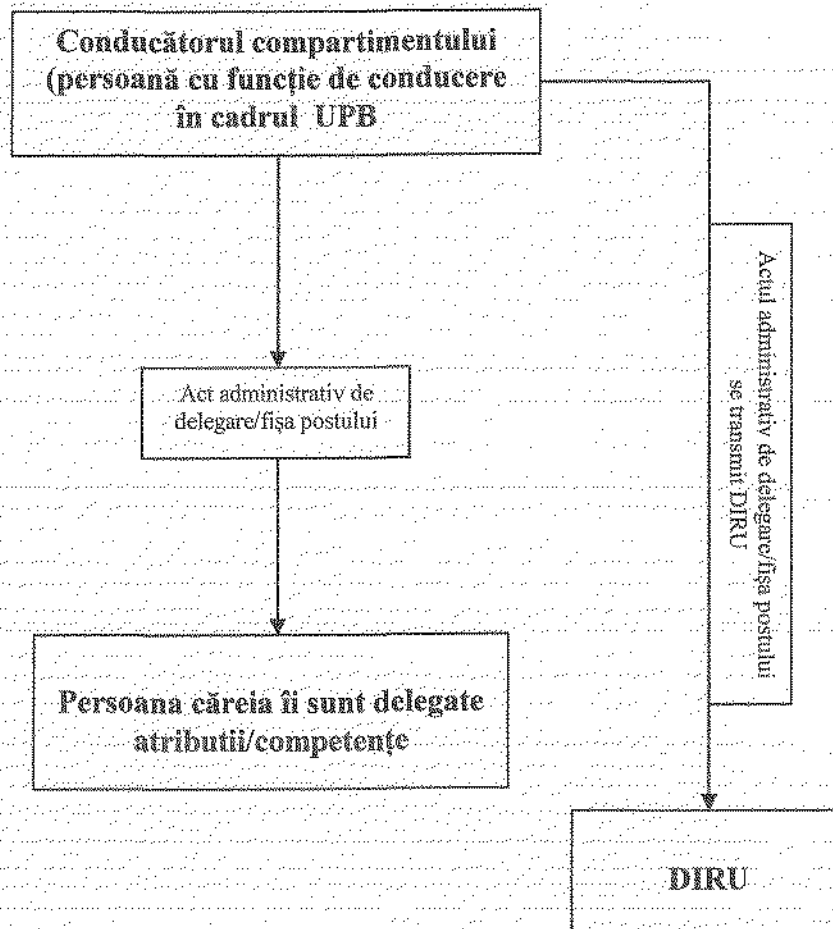 Conducătorul compartimentului
(persoană cu funcție de conducere
în cadrul UPB
Act administrativ de
delegare/fișa postului
Actul administrativ de delegare/fișa postului
se transmit DIRU
Persoana căreia îi sunt delegate
atributii/competențe
DIRU